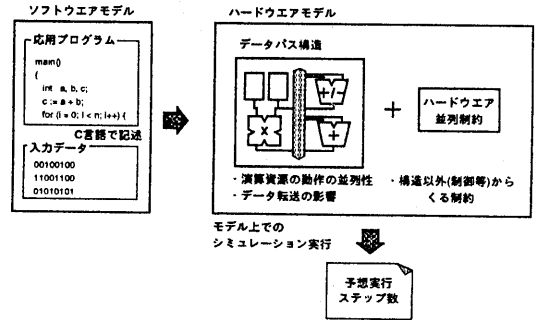 ソフトウエアモデル
応用プログラム
main()
{
int a, b, c;
c := a + b;
for (i = 0; i < n; i++) {
C言語で記述
入力データ
00100100
11001100
01010101
ハードウエアモデル
データパス構造
+/-
×
+
+
ハードウエア
並列制約
・演算資源の動作の並列性
・データ転送の影響
・構造以外(制御等)から
くる制約
モデル上での
シミュレーション実行
予想実行
ステップ数